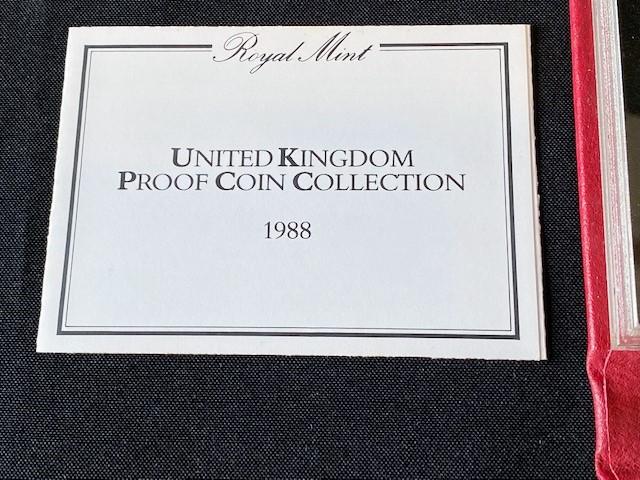 Royal Mint
UNITED KINGDOM
PROOF COIN COLLECTION
1988